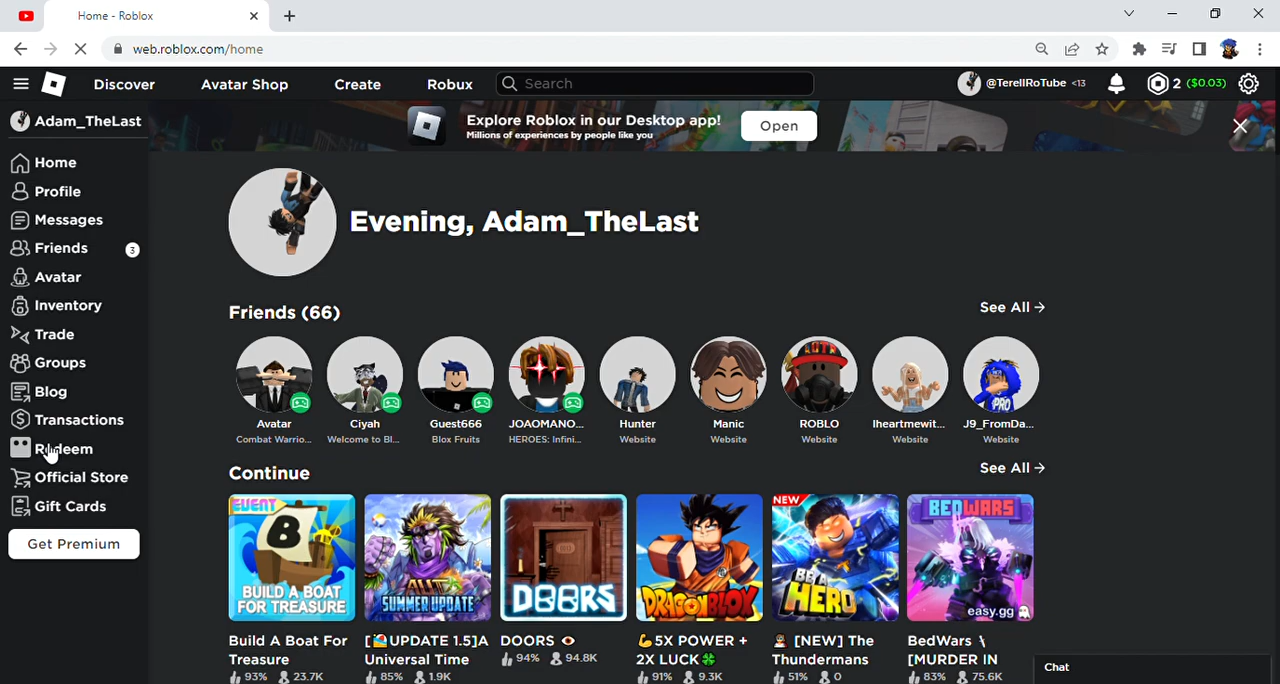 Home - Roblox
web.roblox.com/home
Discover
Avatar Shop
Create
Robux
Search
@TerellRoTube <13
2 ($0.03)
Adam_TheLast
Explore Roblox in our Desktop app!
Millions of experiences by people like you
Open
Home
Profile
Messages
Friends 3
Avatar
Inventory
Trade
Groups
Blog
Transactions
Redeem
Official Store
Gift Cards
Get Premium
Evening, Adam_TheLast
Friends (66)
See All
Avatar
Combat Warrio...
Ciyah
Welcome to Bl...
Guest666
Blox Fruits
JOAOMANO...
HEROES: Infini...
Hunter
Website
Manic
Website
ROBLO
Website
Iheartmewit...
Website
J9_FromDa...
Website
Continue
See All
EVENT
B
BUILD A BOAT
FOR TREASURE
AUT
SUMMER UPDATE
DOORS
DRAGON BLOX
NEW
BE A
HERO
BEDWARS
easy.gg
Build A Boat For
Treasure
93% 23.7K
[UPDATE 1.5]A
Universal Time
85% 1.9K
DOORS
94% 94.8K
5X POWER +
2X LUCK
91% 9.3K
[NEW] The
Thundermans
51% 0
BedWars
[MURDER IN
83% 75.6K
Chat